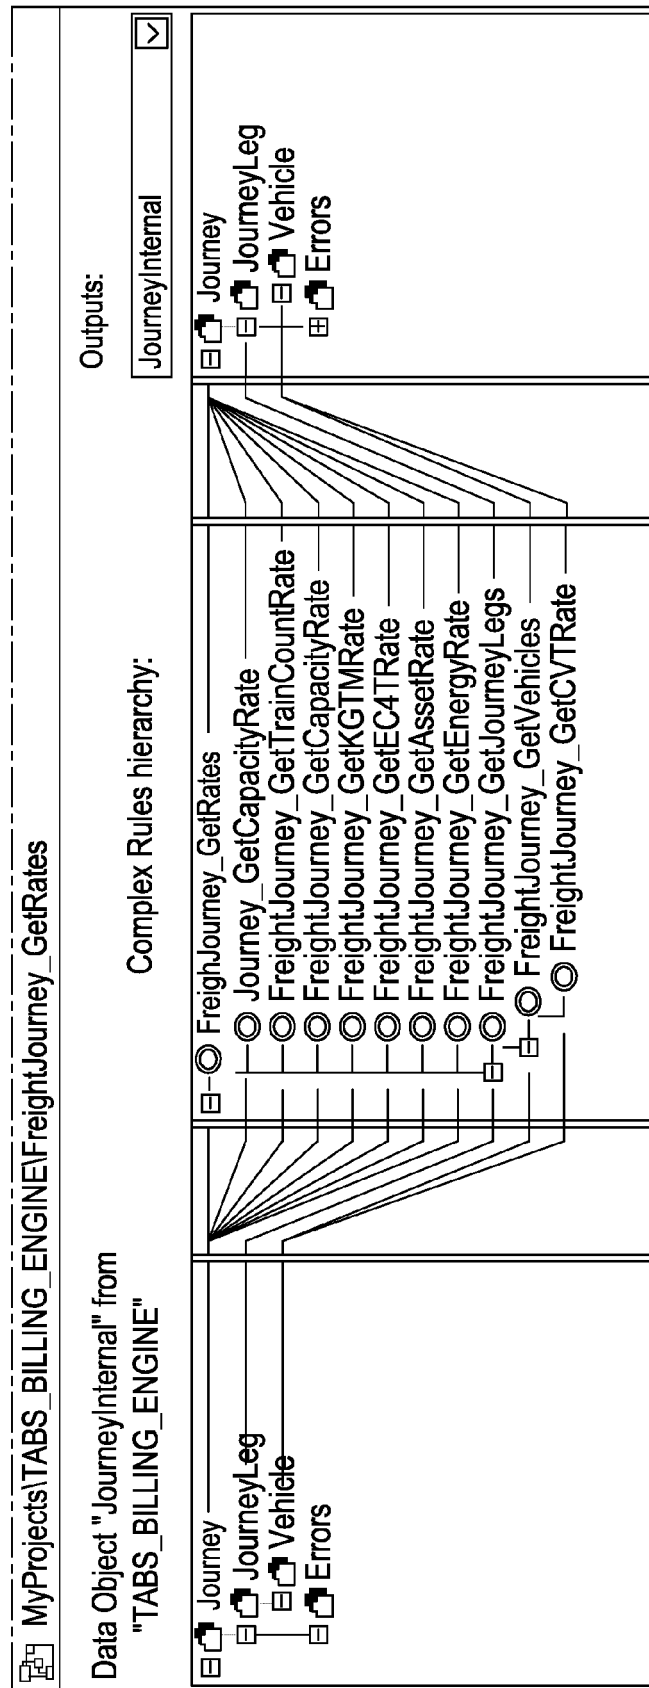 MyProjects\TABS_BILLING_ENGINE\FreightJourney_GetRates
Data Object "JourneyInternal" from
"TABS_BILLING_ENGINE"
Journey
JourneyLeg
Vehicle
Errors
Complex Rules hierarchy:
FreighJourney_GetRates
Journey_GetCapacityRate
FreightJourney_GetTrainCountRate
FreightJourney_GetCapacityRate
FreightJourney_GetKGTMRate
FreightJourney_GetEC4TRate
FreightJourney_GetAssetRate
FreightJourney_GetEnergyRate
FreightJourney_GetJourneyLegs
FreightJourney_GetVehicles
FreightJourney_GetCVTRate
Outputs:
JourneyInternal
Journey
JourneyLeg
Vehicle
Errors